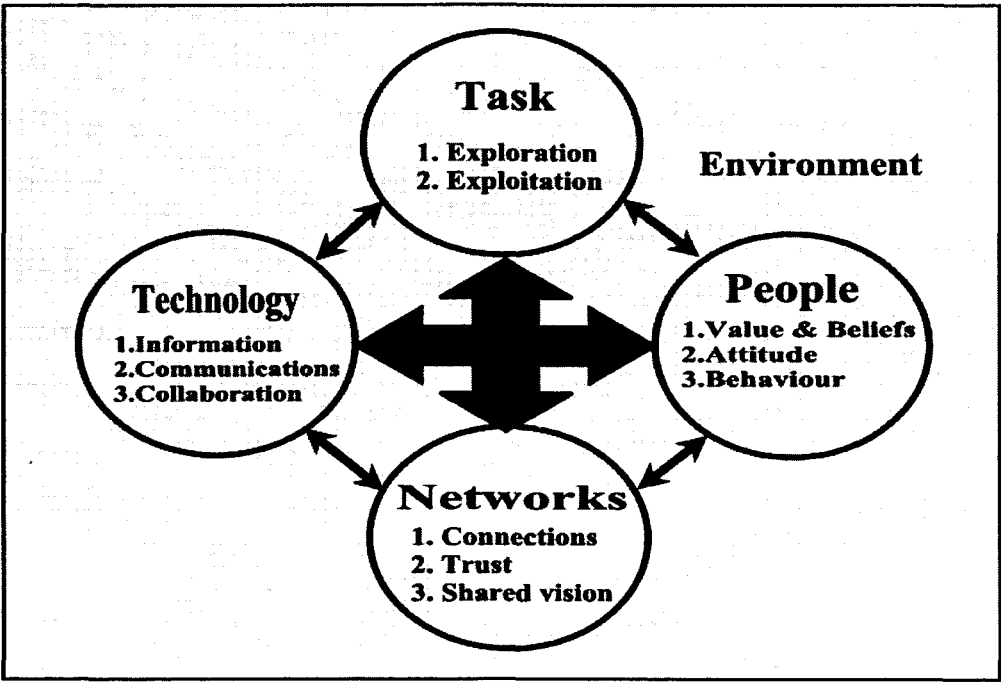 Task
1. Exploration
2. Exploitation
Environment
Technology
1.Information
2.Communications
3.Collaboration
People
1.Value & Beliefs
2.Attitude
3.Behaviour
Networks
1. Connections
2. Trust
3. Shared vision